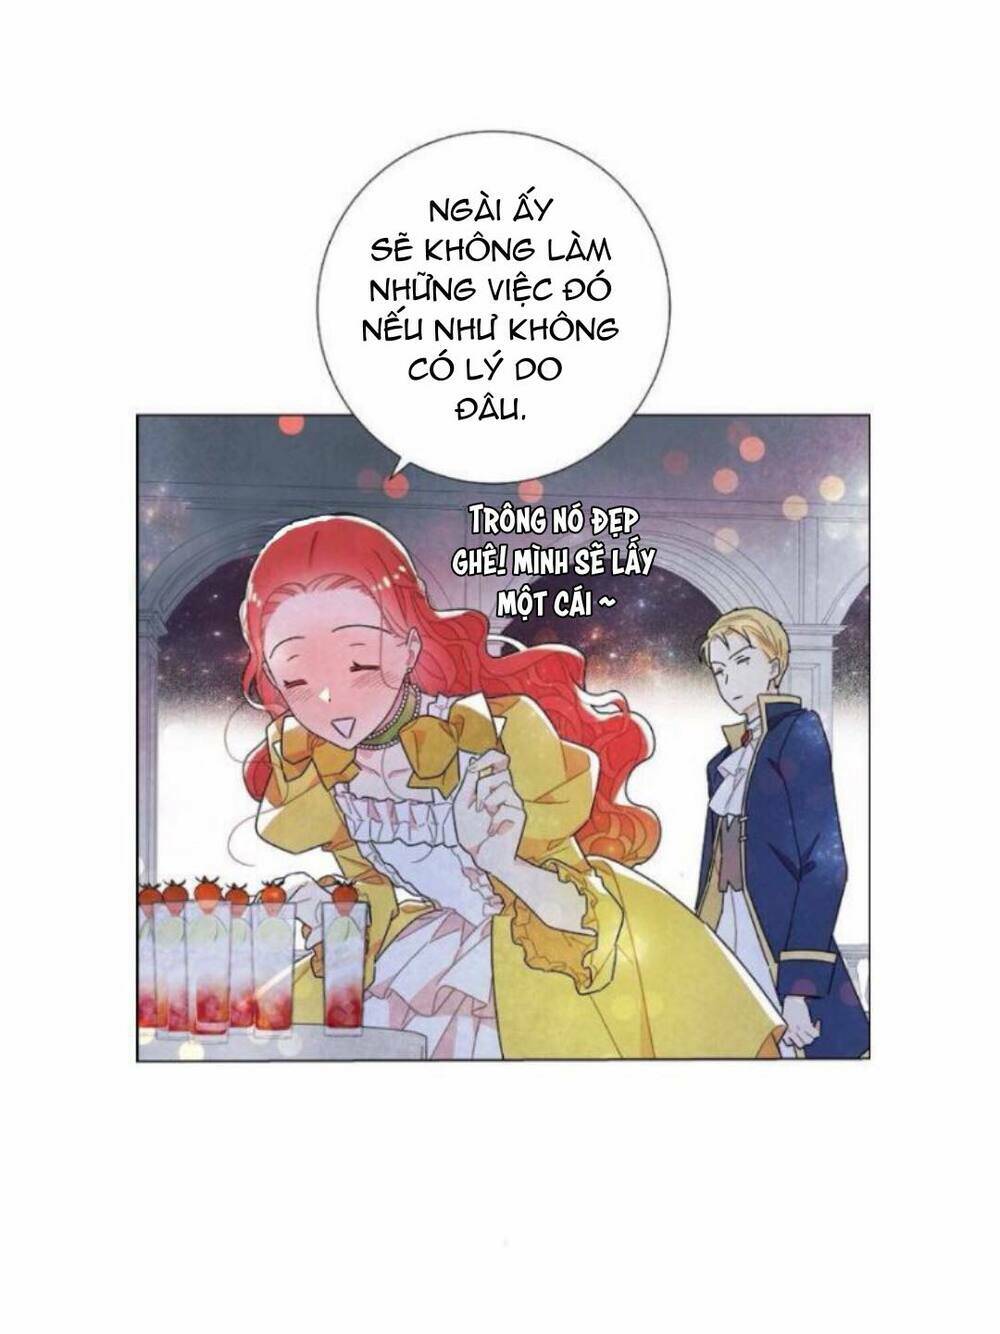 NGÀI ẤY
SẼ KHÔNG LÀM
NHỮNG VIỆC ĐÓ
NẾU NHƯ KHÔNG
CÓ LÝ DO
ĐÂU.
TRÔNG NÓ ĐẸP
GHÊ! MÌNH SẼ LẤY
MỘT CÁI ~